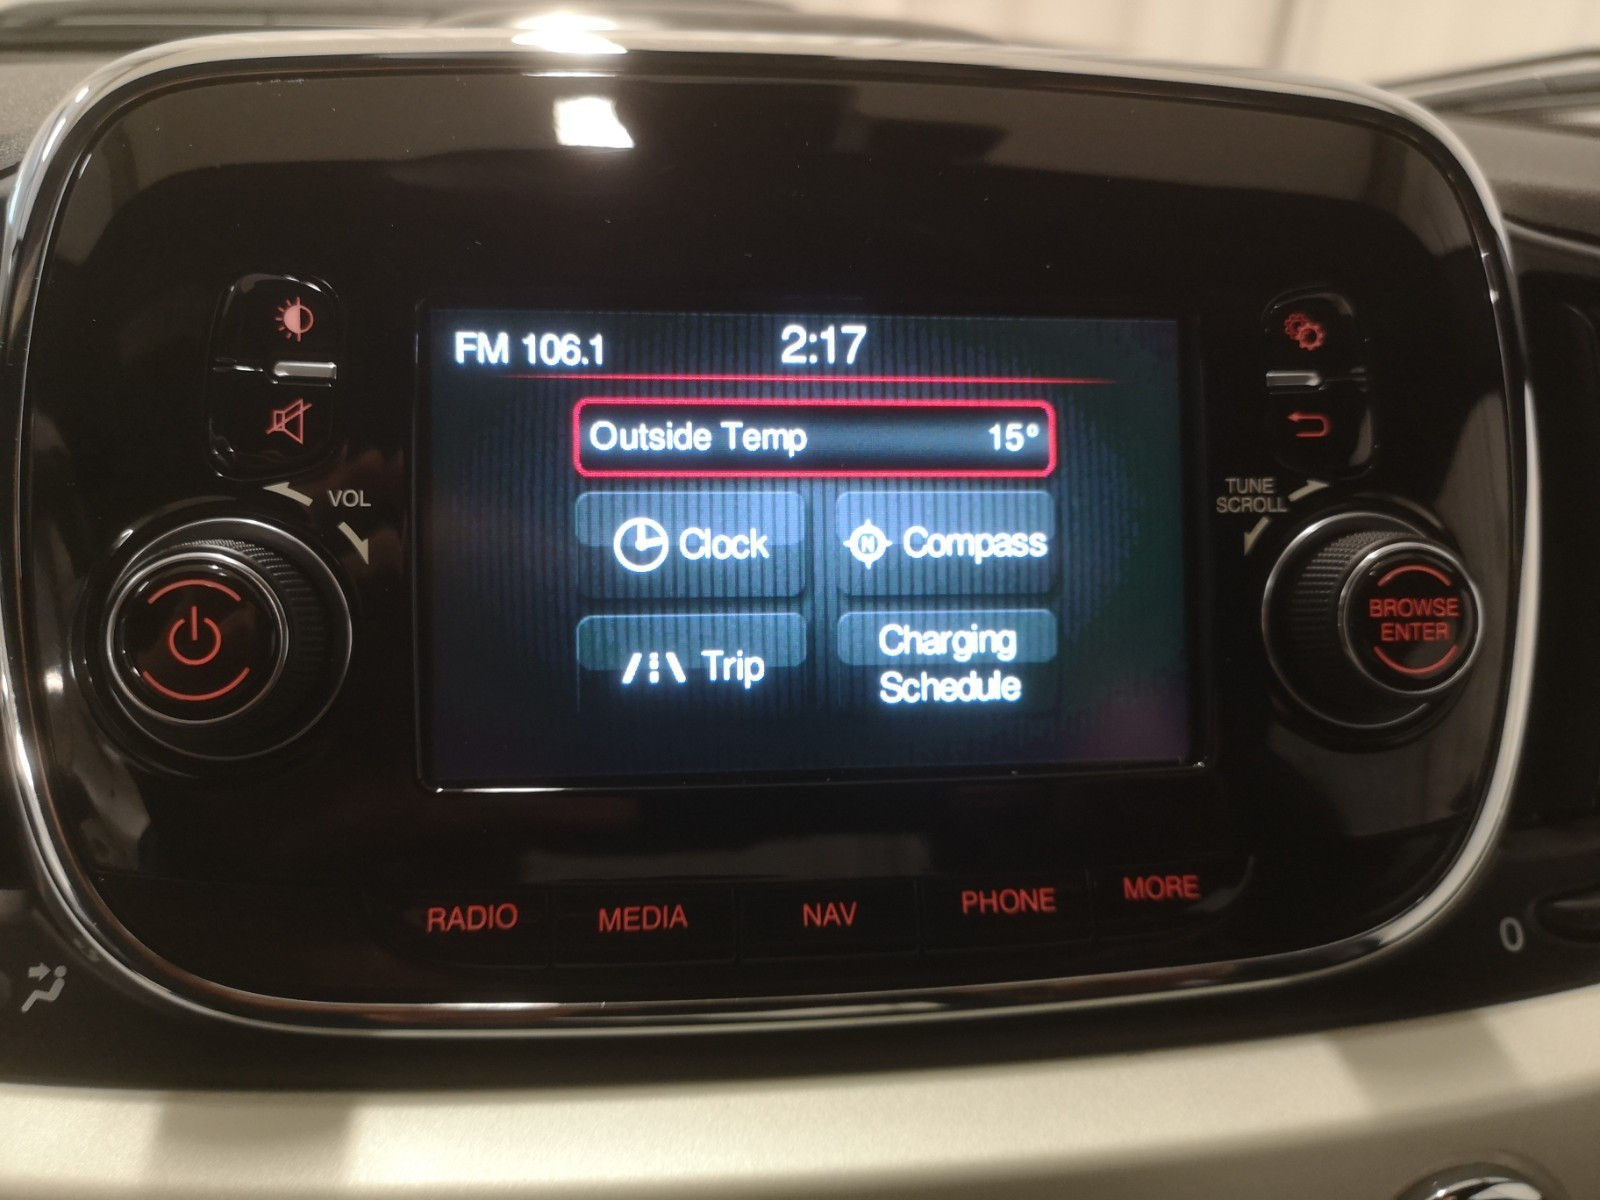 FM 106.1
2:17
Outside Temp 15°
Clock
N
Compass
Trip
Charging
Schedule
VOL
TUNE
SCROLL
BROWSE
ENTER
RADIO
MEDIA
NAV
PHONE
MORE
0